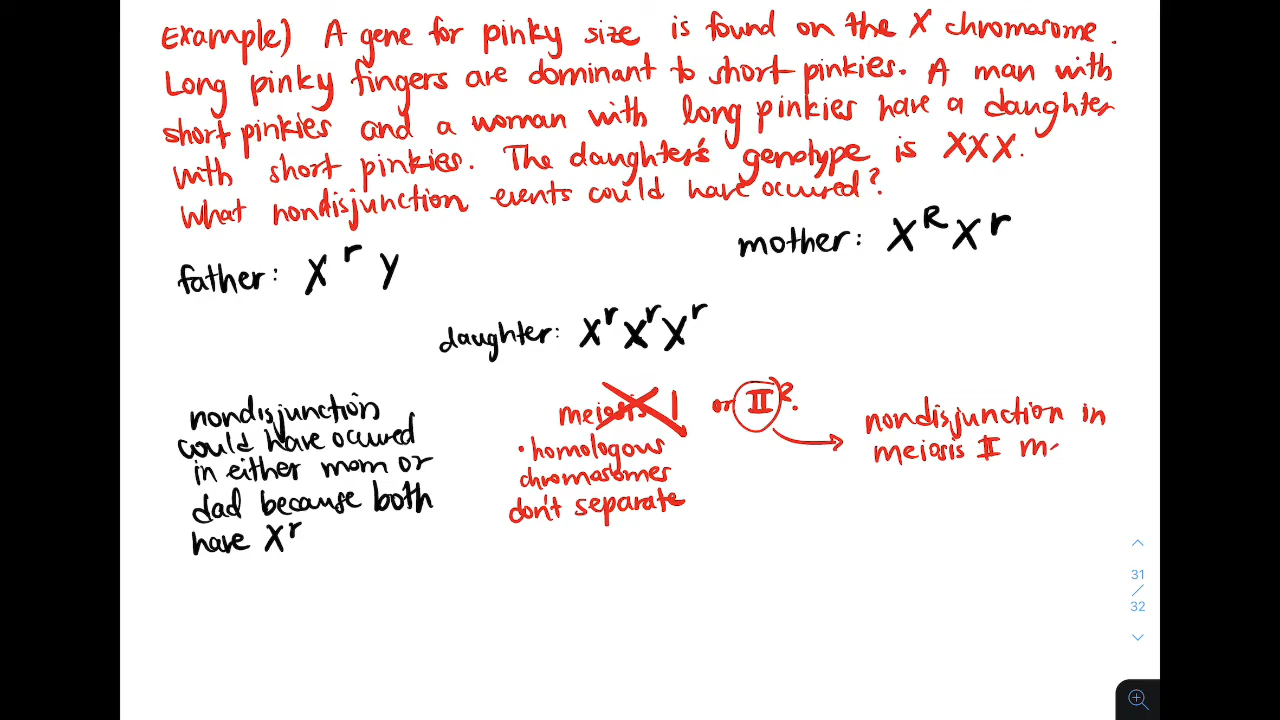 Example) A gene for pinky size is found on the X chromasome.
Long pinky fingers are dominant to short pinkies. A man with
short pinkies and a woman with long pinkies have a daughter
with short pinkies. The daughter's genotype is XXX.
What nondisjunction events could have occured?
father: X^r Y
mother: X^R X^r
daughter: X^r X^r X^r
nondisjunction
could have occured
in either mom or
dad because both
have X^r
meiosis 1 or II?
• homologous
chromosomes
don't separate
nondisjunction in
meiosis II m
31
/
32